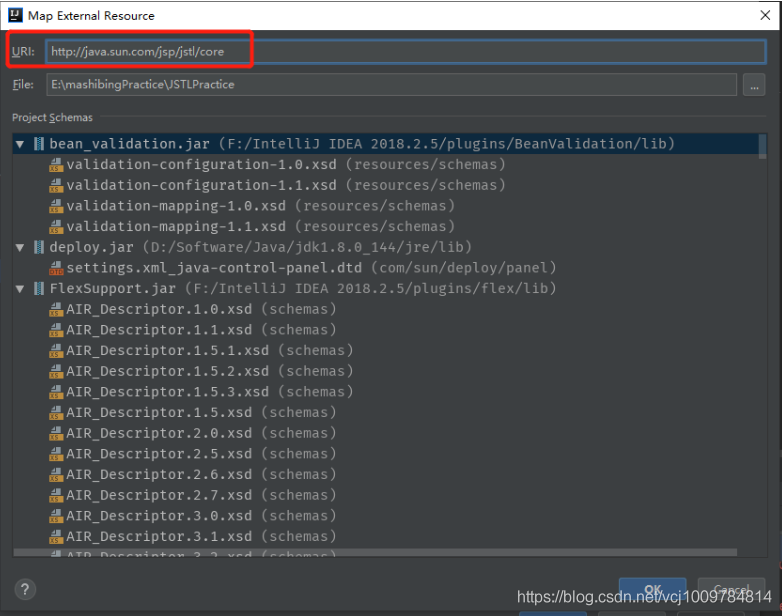 Map External Resource
URI: http://java.sun.com/jsp/jstl/core
File: E:\mashibingPractice\JSTLPractice
...
Project Schemas
bean_validation.jar (F:/IntelliJ IDEA 2018.2.5/plugins/BeanValidation/lib)
validation-configuration-1.0.xsd (resources/schemas)
validation-configuration-1.1.xsd (resources/schemas)
validation-mapping-1.0.xsd (resources/schemas)
validation-mapping-1.1.xsd (resources/schemas)
deploy.jar (D:/Software/Java/jdk1.8.0_144/jre/lib)
settings.xml_java-control-panel.dtd (com/sun/deploy/panel)
FlexSupport.jar (F:/IntelliJ IDEA 2018.2.5/plugins/flex/lib)
AIR_Descriptor.1.0.xsd (schemas)
AIR_Descriptor.1.1.xsd (schemas)
AIR_Descriptor.1.5.1.xsd (schemas)
AIR_Descriptor.1.5.2.xsd (schemas)
AIR_Descriptor.1.5.3.xsd (schemas)
AIR_Descriptor.1.5.xsd (schemas)
AIR_Descriptor.2.0.xsd (schemas)
AIR_Descriptor.2.5.xsd (schemas)
AIR_Descriptor.2.6.xsd (schemas)
AIR_Descriptor.2.7.xsd (schemas)
AIR_Descriptor.3.0.xsd (schemas)
AIR_Descriptor.3.1.xsd (schemas)
AIR_Descriptor.3.2.xsd (schemas)
? OK Cancel
https://blog.csdn.net/vcj1009784814